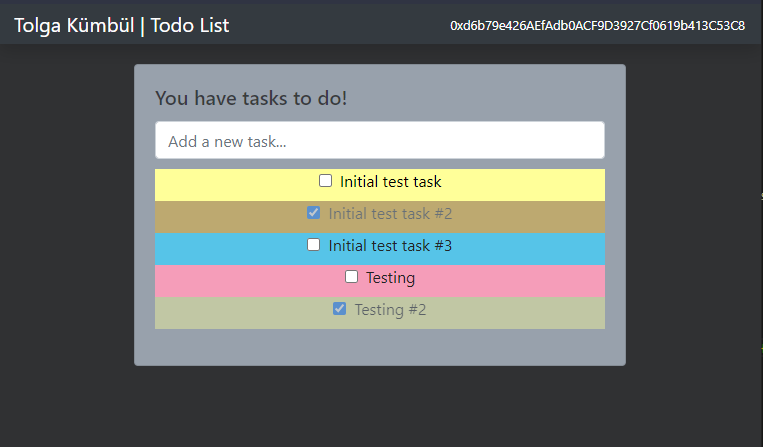 Tolga Kümbül | Todo List
0xd6b79e426AEfAdb0ACF9D3927Cf0619b413C53C8
You have tasks to do!
Add a new task...
Initial test task
Initial test task #2
Initial test task #3
Testing
Testing #2